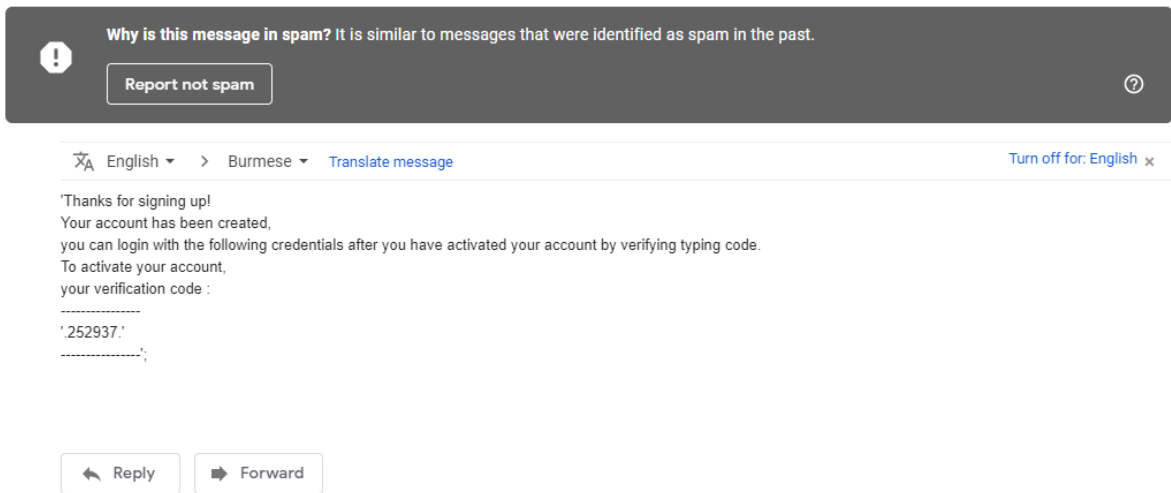 Why is this message in spam? It is similar to messages that were identified as spam in the past.
Report not spam
English > Burmese Translate message Turn off for: English ×
'Thanks for signing up!
Your account has been created,
you can login with the following credentials after you have activated your account by verifying typing code.
To activate your account,
your verification code :
----------------
'.252937.'
----------------';
Reply Forward